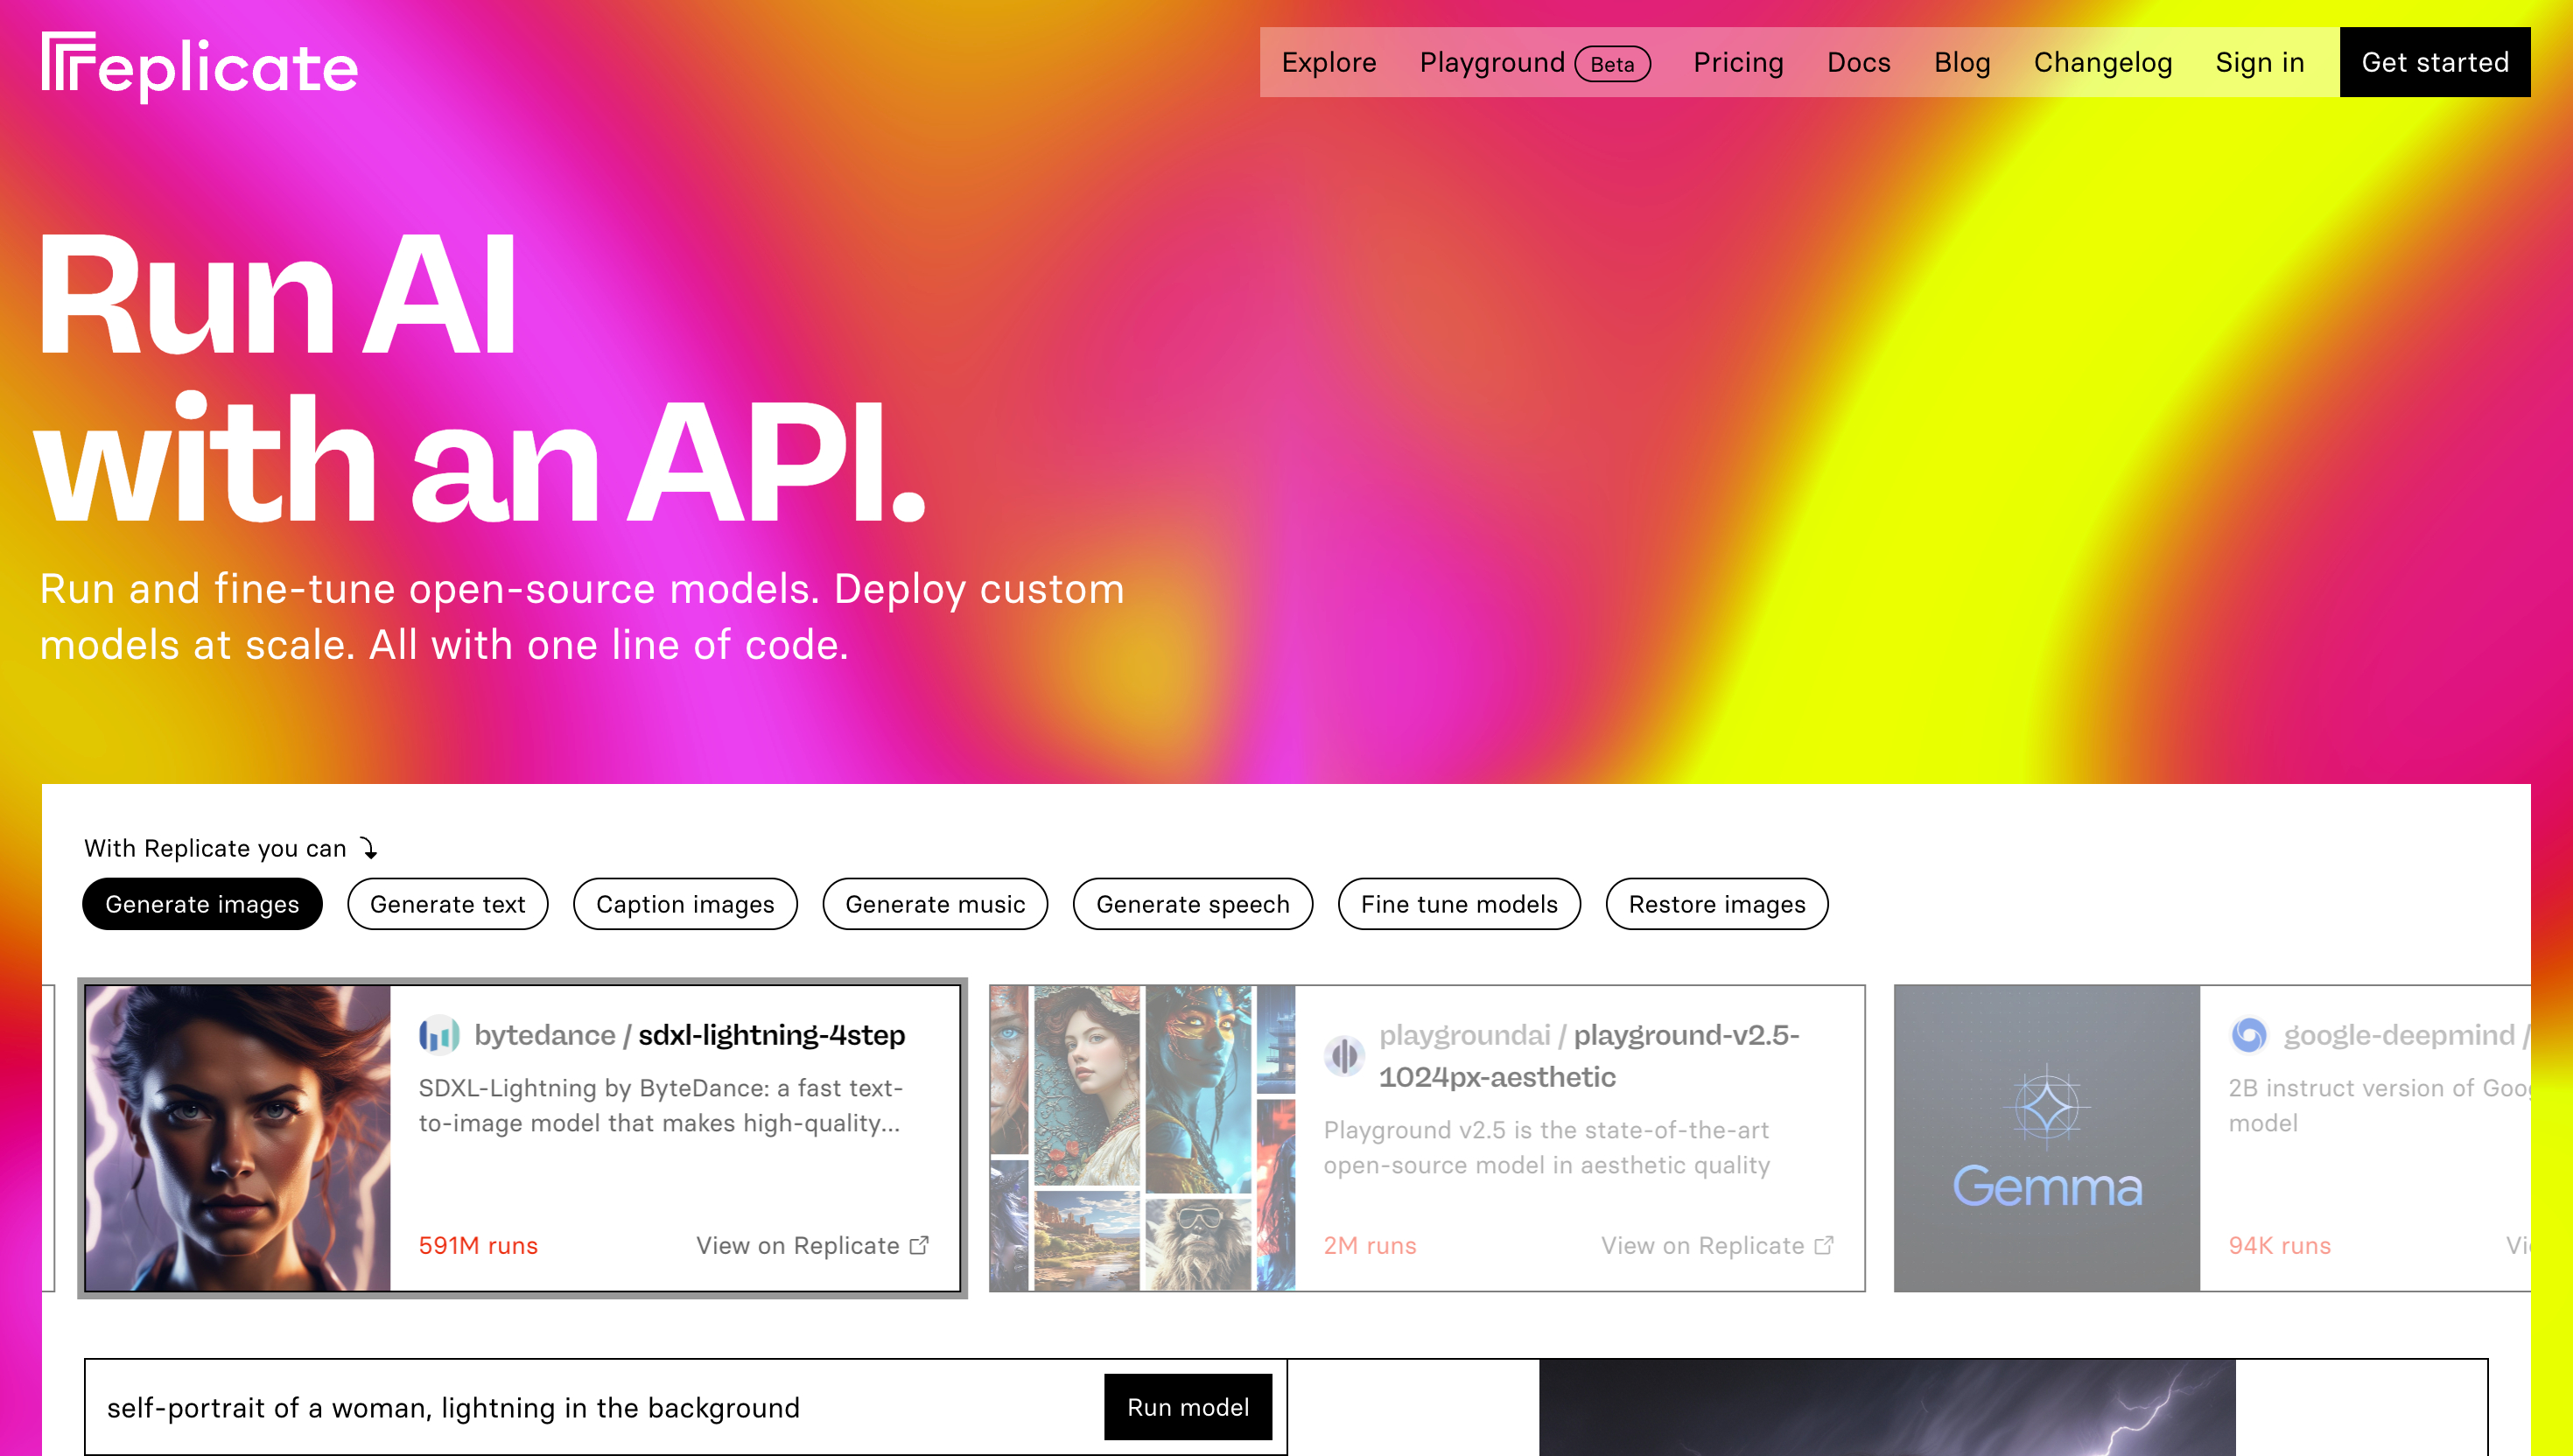 replicate
Explore Playground Beta Pricing Docs Blog Changelog Sign in Get started
Run AI
with an API.
Run and fine-tune open-source models. Deploy custom
models at scale. All with one line of code.
With Replicate you can
Generate images Generate text Caption images Generate music Generate speech Fine tune models Restore images
bytedance / sdxl-lightning-4step
SDXL-Lightning by ByteDance: a fast text-
to-image model that makes high-quality...
591M runs View on Replicate
playgroundai / playground-v2.5-
1024px-aesthetic
Playground v2.5 is the state-of-the-art
open-source model in aesthetic quality
2M runs View on Replicate
Gemma
google-deepmind /
2B instruct version of
model
94K runs
self-portrait of a woman, lightning in the background
Run model